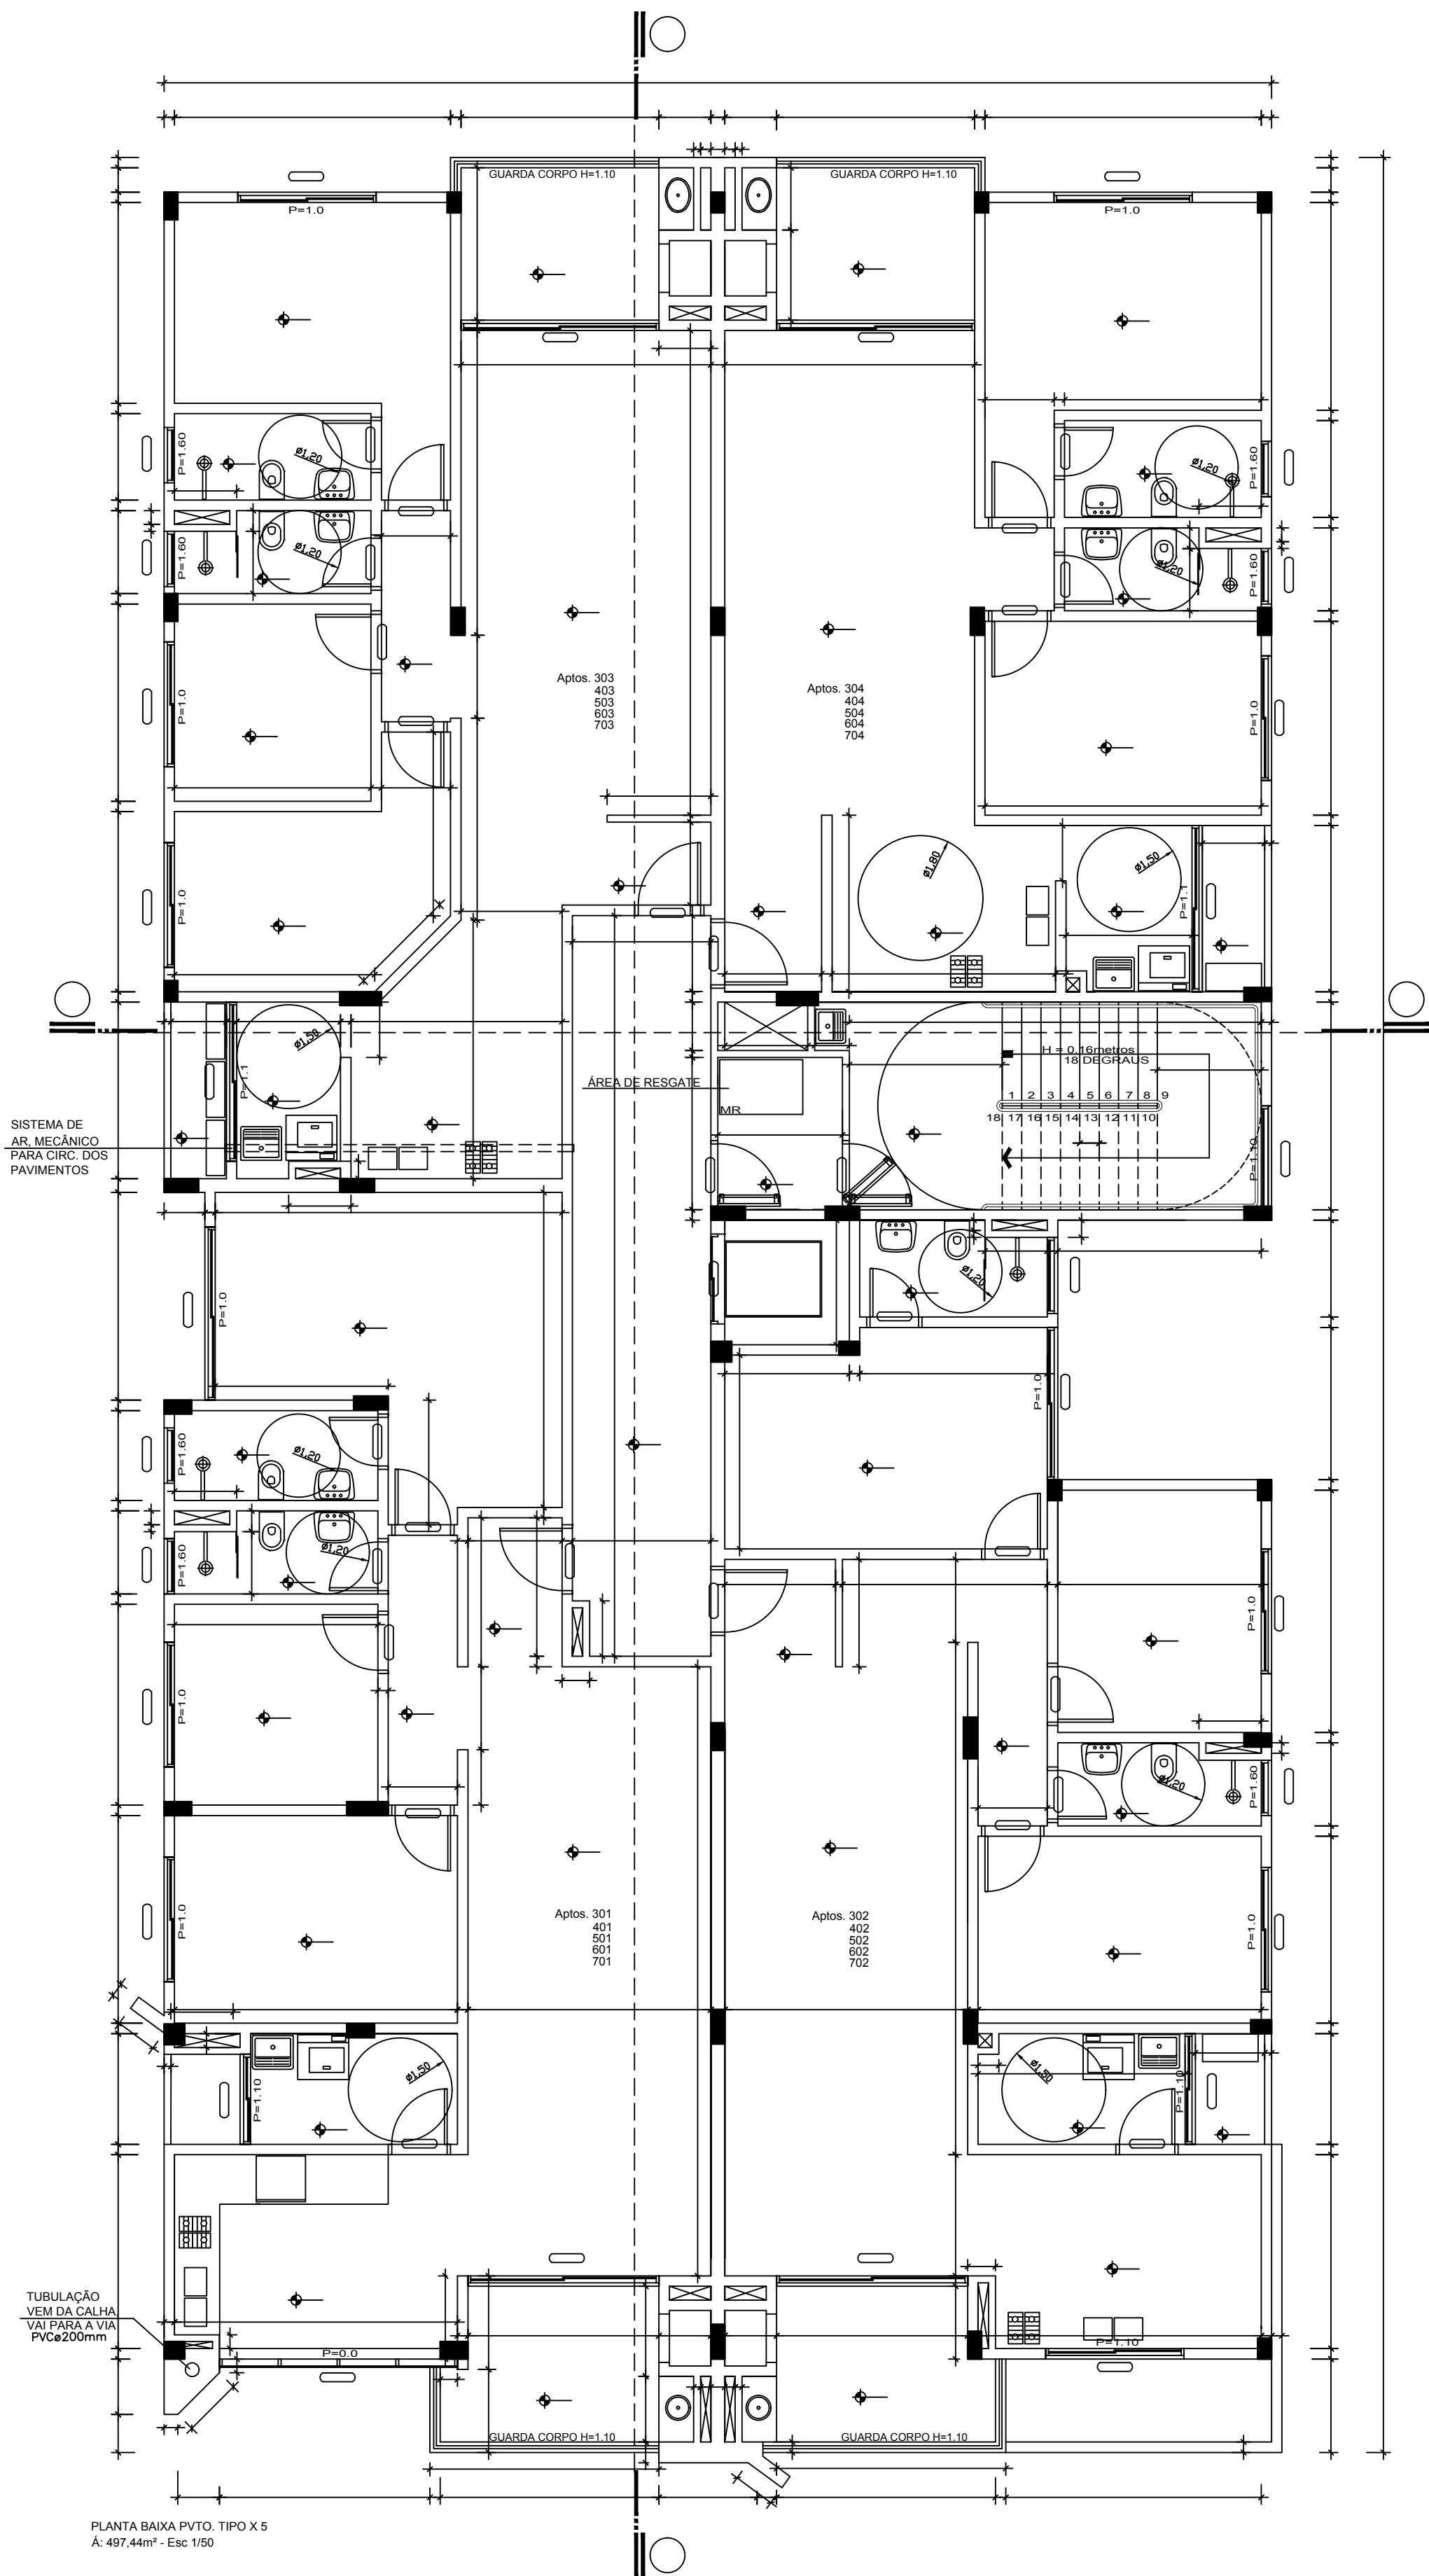 GUARDA CORPO H=1.10
GUARDA CORPO H=1.10
P=1.0
P=1.0
P=1.60
ø1,20
ø1,20
P=1.60
P=1.60
ø1,20
ø1,20
P=1.60
Aptos. 303
403
503
603
703
Aptos. 304
404
504
604
704
P=1.0
P=1.0
P=1.0
ø1,80
ø1,50
P=1.1
ø1,50
P=1.1
H = 0.16metros
18 DEGRAUS
ÁREA DE RESGATE
MR
1 2 3 4 5 6 7 8 9
18 17 16 15 14 13 12 11 10
P=1.10
SISTEMA DE
AR, MECÂNICO
PARA CIRC. DOS
PAVIMENTOS
P=1.0
ø1,20
P=1.0
P=1.60
ø1,20
P=1.60
ø1,20
P=1.0
P=1.0
P=1.60
ø1,20
P=1.0
P=1.0
Aptos. 301
401
501
601
701
Aptos. 302
402
502
602
702
P=1.10
ø1,50
ø1,50
P=1.10
TUBULAÇÃO
VEM DA CALHA
VAI PARA A VIA
PVCø200mm
P=0.0
P=1.10
GUARDA CORPO H=1.10
GUARDA CORPO H=1.10
PLANTA BAIXA PVTO. TIPO X 5
Á: 497,44m² - Esc 1/50